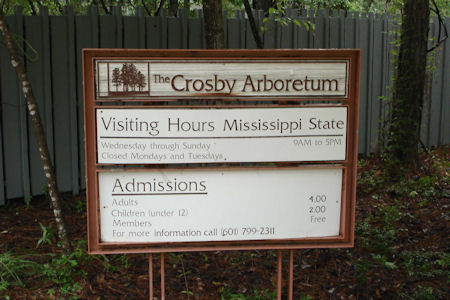 The Crosby Arboretum
Visiting Hours Mississippi State
Wednesday through Sunday 9AM to 5PM
Closed Mondays and Tuesdays
Admissions
Adults 4.00
Children (under 12) 2.00
Members Free
For more information call (601) 799-2311